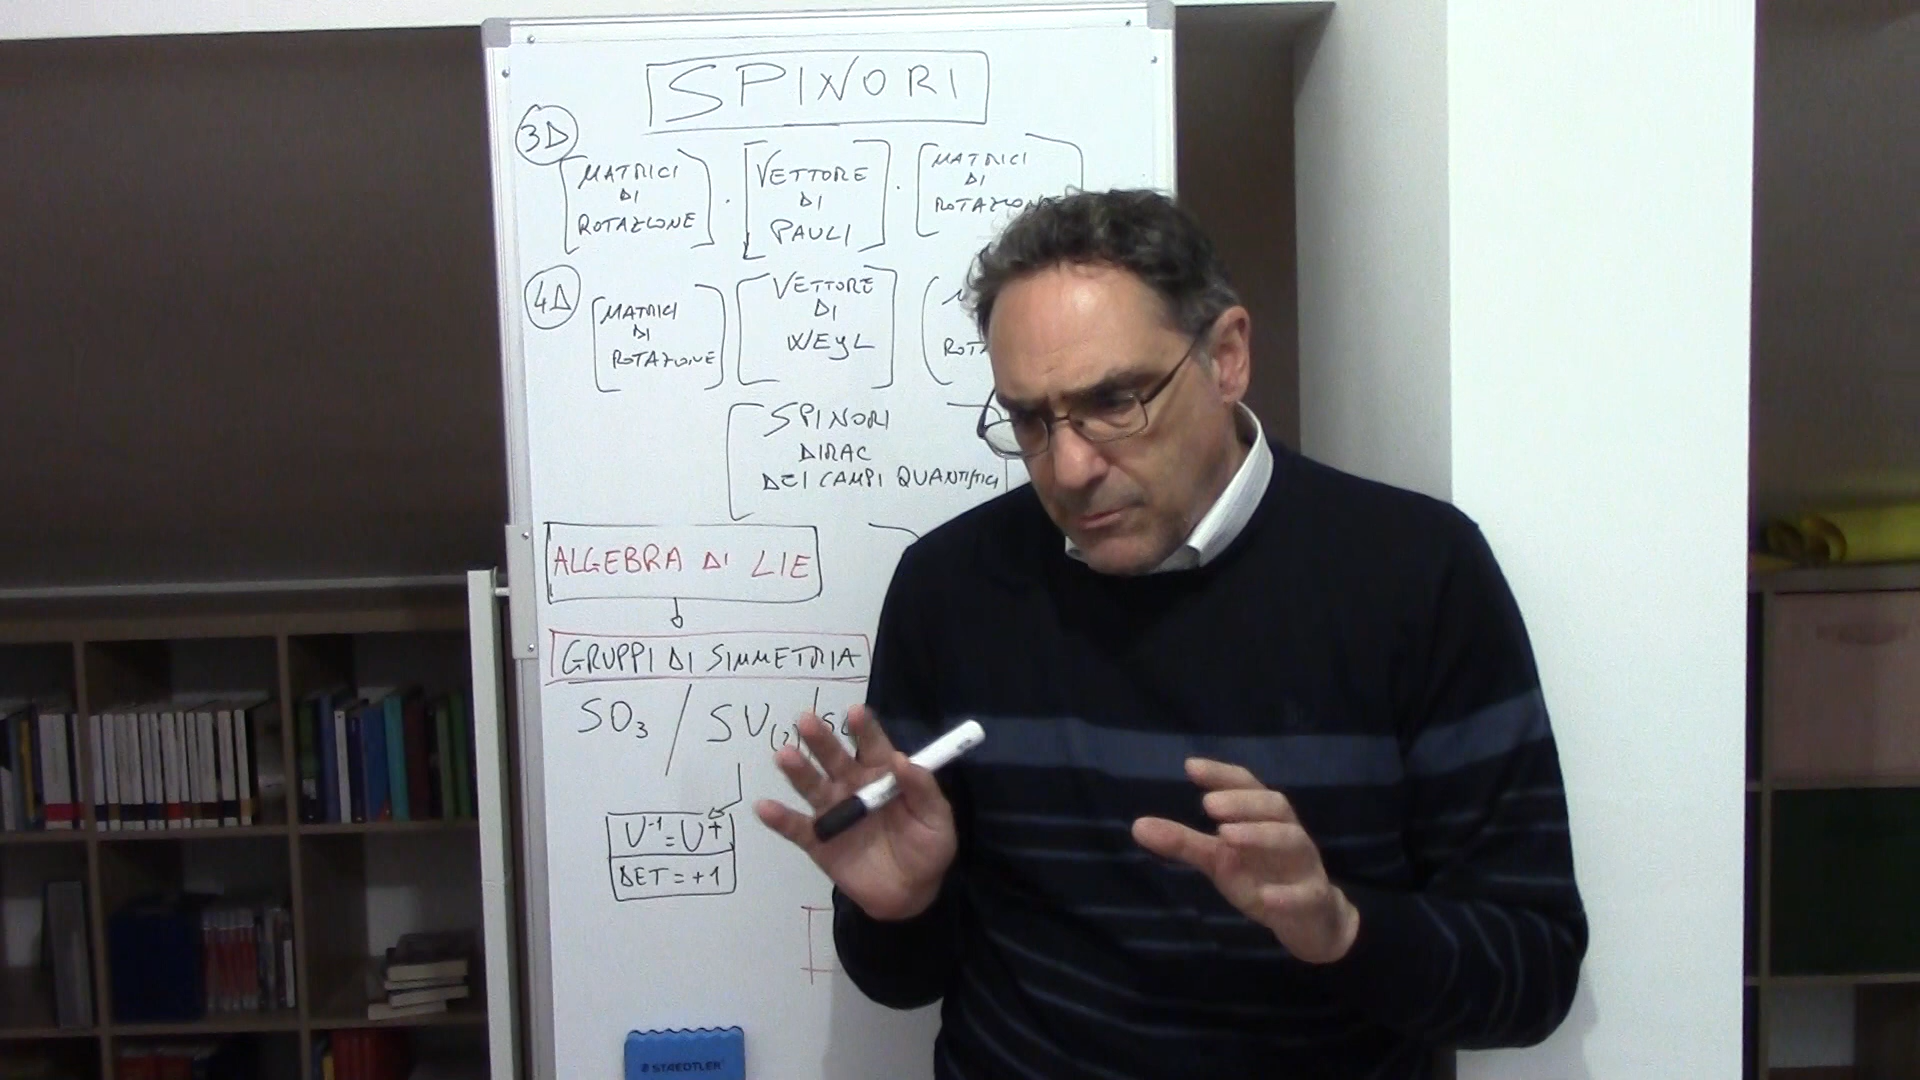 SPINORI
3D
MATRICI DI ROTAZIONE
.
VETTORE DI PAULI
.
MATRICI DI ROTAZIONE
4D
MATRICI DI ROTAZIONE
VETTORE DI WEYL
ROTA
SPINORI
DIRAC
DEI CAMPI QUANTISTICI
ALGEBRA DI LIE
GRUPPI DI SIMMETRIA
SO3 / SU(2) /
U-1 = U†
DET = +1
STAEDTLER